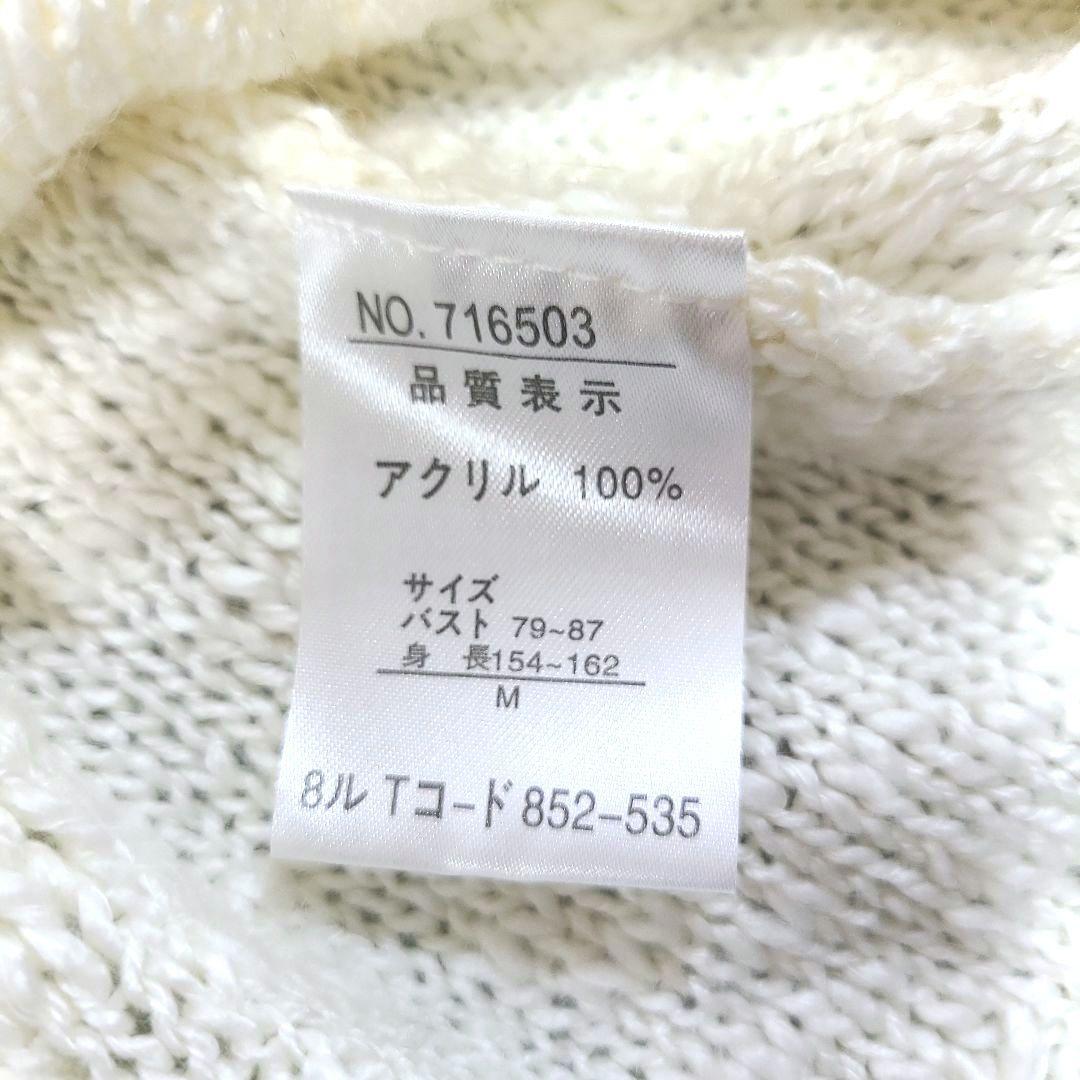 NO.716503
品質表示
アクリル 100%
サイズ
バスト 79~87
身 長154~162
M
8ル Tコード852-535